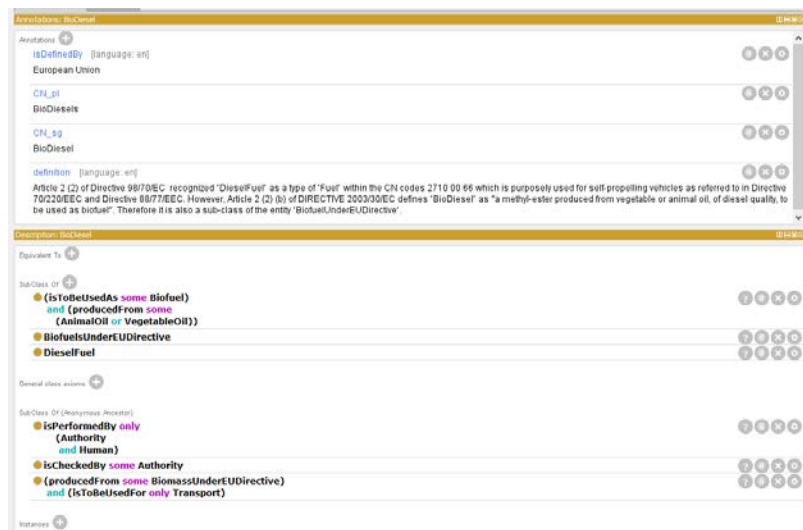 Annotations: BioDiesel
Annotations
isDefinedBy [language: en]
European Union
CN_pl
BioDiesels
CN_sg
BioDiesel
definition [language: en]
Article 2 (2) of Directive 98/70/EC recognized 'DieselFuel' as a type of 'Fuel' within the CN codes 2710 00 66 which is purposely used for self-propelling vehicles as referred to in Directive
70/220/EEC and Directive 88/77/EEC. However, Article 2 (2) (b) of DIRECTIVE 2003/30/EC defines 'BioDiesel' as "a methyl-ester produced from vegetable or animal oil, of diesel quality, to
be used as biofuel". Therefore it is also a sub-class of the entity 'BiofuelUnderEUDirective'.
Description: BioDiesel
Equivalent To
SubClass Of
(isToBeUsedAs some Biofuel)
and (producedFrom some
(AnimalOil or VegetableOil))
BiofuelsUnderEUDirective
DieselFuel
General class axioms
SubClass Of (Anonymous Ancestor)
isPerformedBy only
(Authority
and Human)
isCheckedBy some Authority
(producedFrom some BiomassUnderEUDirective)
and (isToBeUsedFor only Transport)
Instances